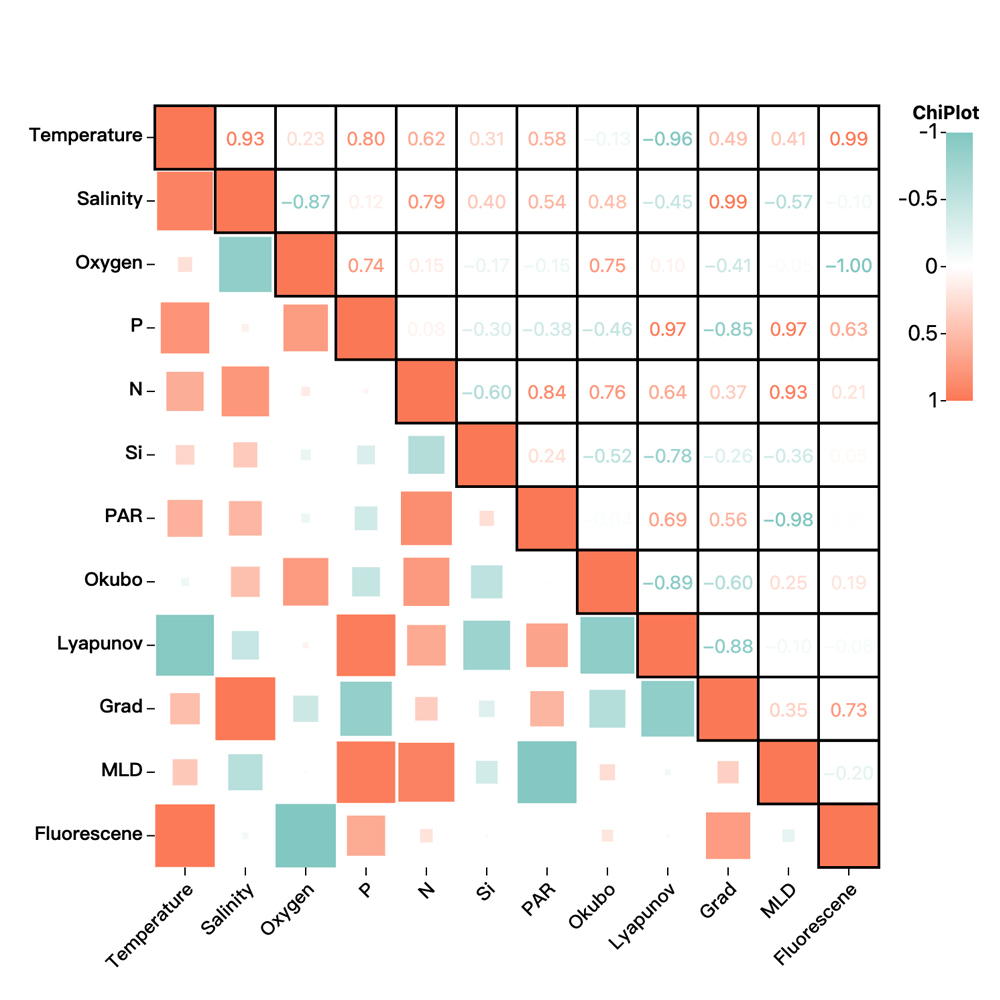 ChiPlot
Temperature 0.93 0.23 0.80 0.62 0.31 0.58 −0.13 −0.96 0.49 0.41 0.99
Salinity −0.87 0.12 0.79 0.40 0.54 0.48 −0.45 0.99 −0.57 −0.10
Oxygen 0.74 0.15 −0.17 −0.15 0.75 0.10 −0.41 −1.00
P 0.08 −0.30 −0.38 −0.46 0.97 −0.85 0.97 0.63
N −0.60 0.84 0.76 0.64 0.37 0.93 0.21
Si 0.24 −0.52 −0.78 −0.26 −0.36
PAR 0.69 0.56 −0.98
Okubo −0.89 −0.60 0.25 0.19
Lyapunov −0.88 −0.10
Grad 0.35 0.73
MLD −0.20
Fluorescene
Temperature Salinity Oxygen P N Si PAR Okubo Lyapunov Grad MLD Fluorescene
−1
−0.5
0
0.5
1